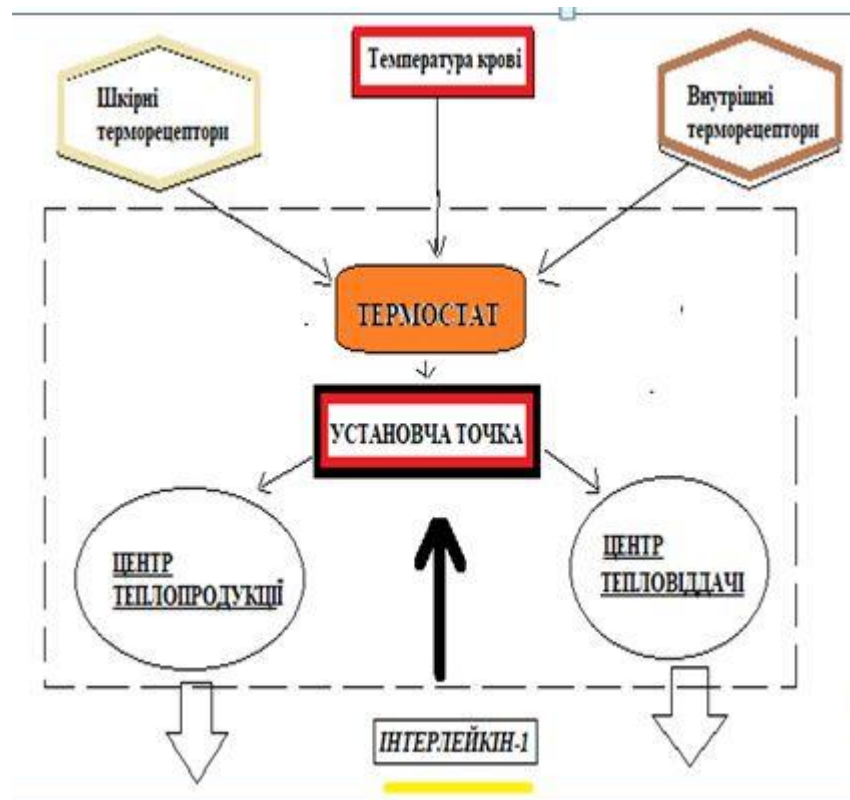 Температура крові
Шкірні
терморецептори
Внутрішні
терморецептори
ТЕРМОСТАТ
УСТАНОВЧА ТОЧКА
ЦЕНТР
ТЕПЛОПРОДУКЦІЇ
ЦЕНТР
ТЕПЛОВІДДАЧІ
ІНТЕРЛЕЙКІН-1